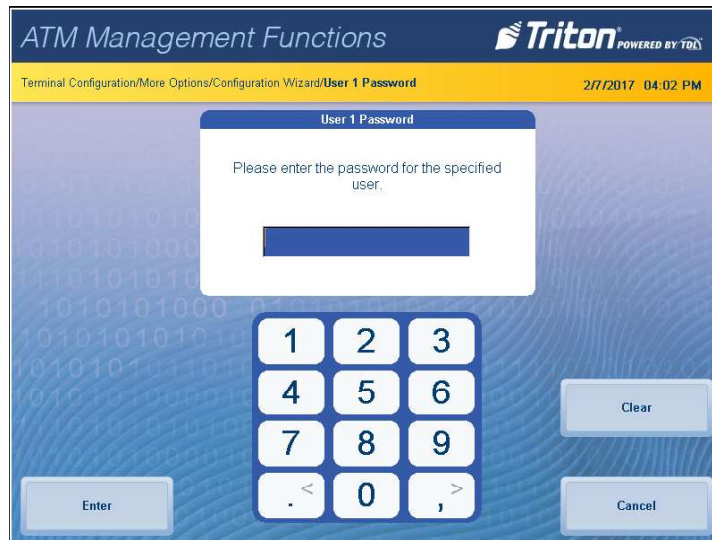 ATM Management Functions
Triton® POWERED BY TDL
Terminal Configuration/More Options/Configuration Wizard/User 1 Password
2/7/2017 04:02 PM
User 1 Password
Please enter the password for the specified
user.
1 2 3
4 5 6
7 8 9
. < 0 , >
Clear
Enter
Cancel